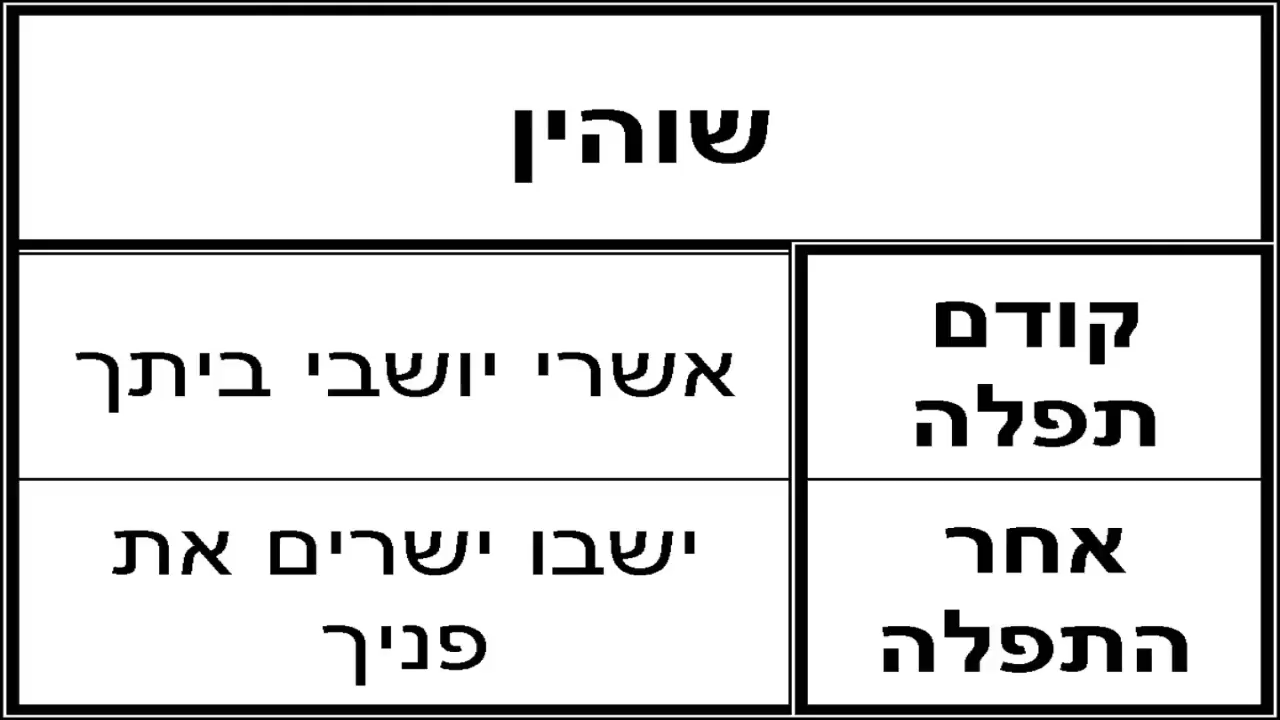 שוהין
קודם
תפלה
אשרי יושבי ביתך
אחר
התפלה
ישבו ישרים את
פניך